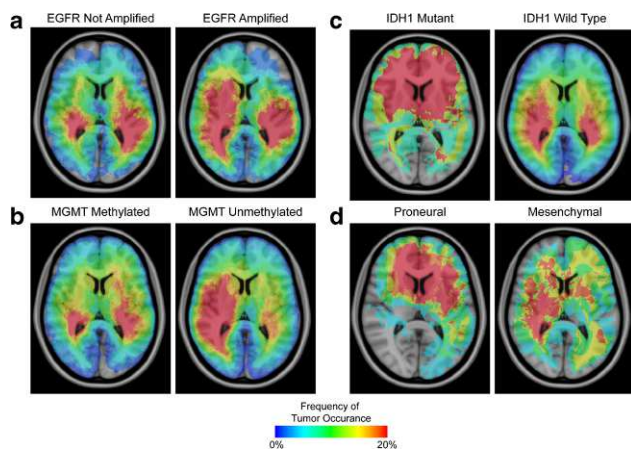 a
EGFR Not Amplified
EGFR Amplified
c
IDH1 Mutant
IDH1 Wild Type
b
MGMT Methylated
MGMT Unmethylated
d
Proneural
Mesenchymal
Frequency of
Tumor Occurance
0%
20%